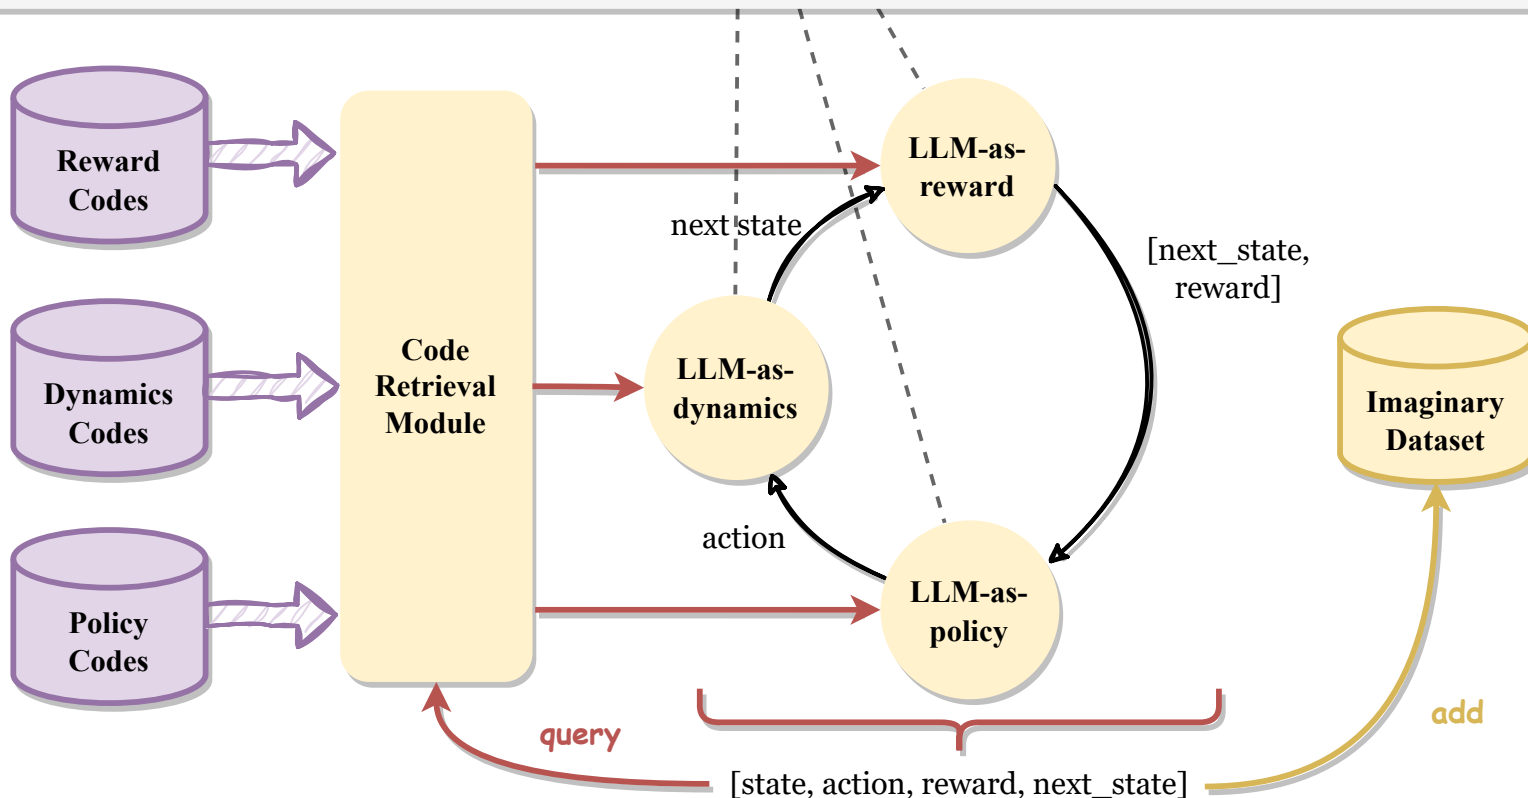 Reward
Codes
Dynamics
Codes
Policy
Codes
Code
Retrieval
Module
LLM-as-
reward
next state
[next_state,
reward]
LLM-as-
dynamics
action
LLM-as-
policy
Imaginary
Dataset
query
add
[state, action, reward, next_state]